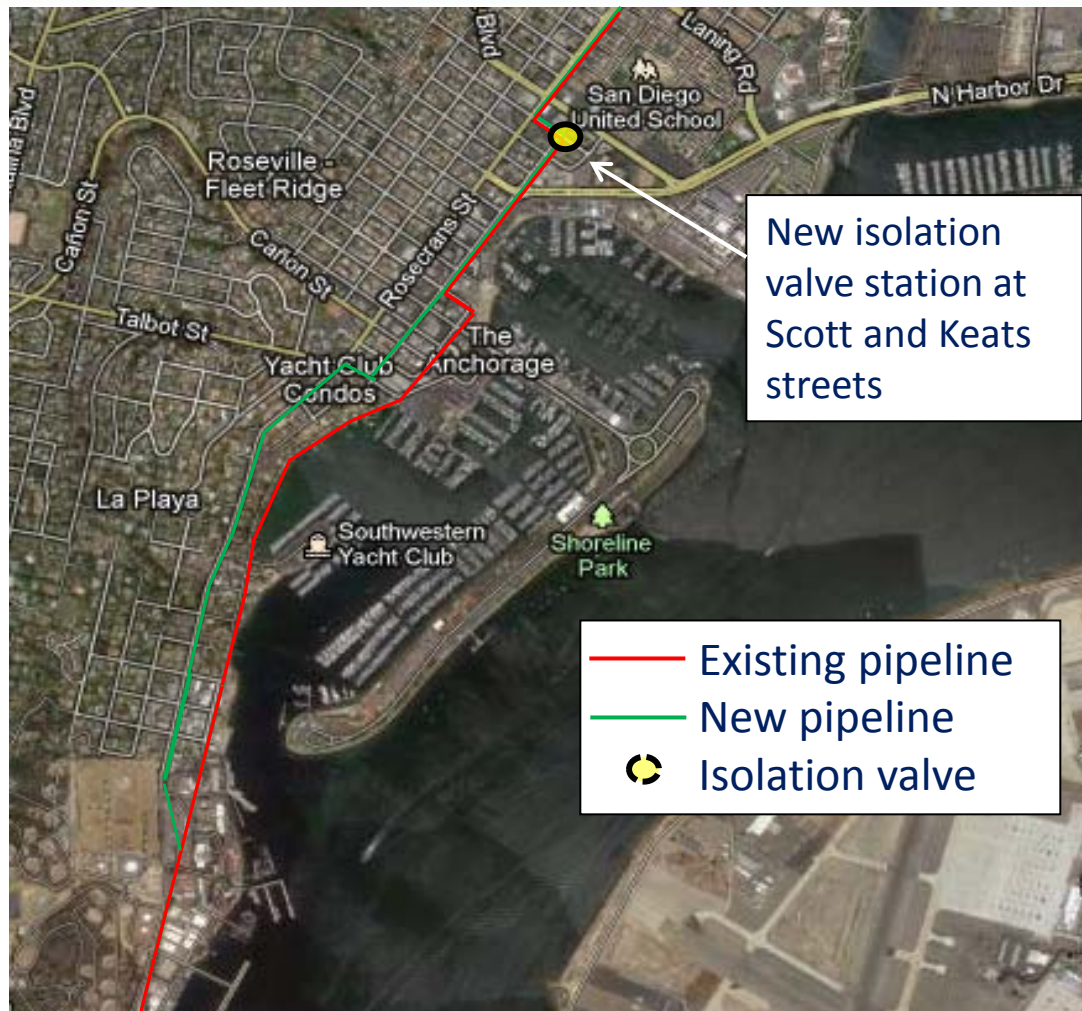 Blvd
Laning Rd
San Diego
United School
N Harbor Dr
Roseville -
Fleet Ridge
Cañon St
Cañon St
Rosecrans St
Talbot St
The
Anchorage
Yacht Club
Condos
La Playa
Southwestern
Yacht Club
Shoreline
Park
New isolation
valve station at
Scott and Keats
streets
Existing pipeline
New pipeline
Isolation valve